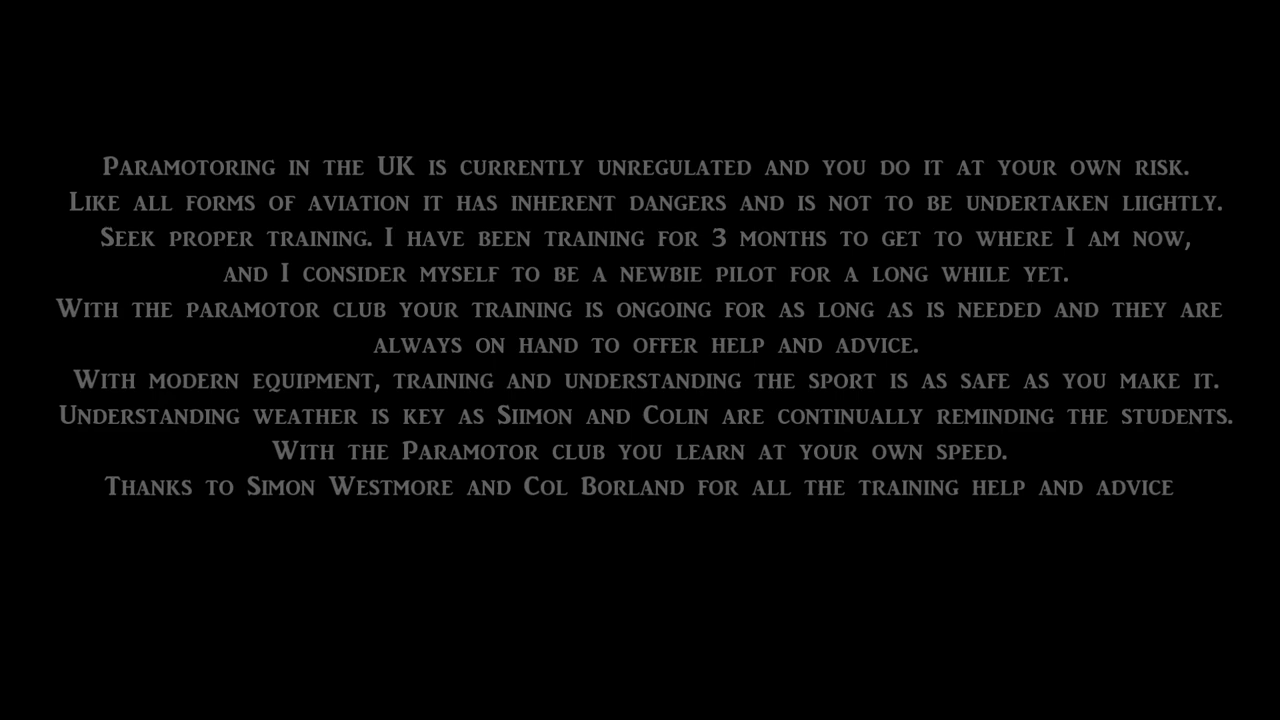 Paramotoring in the UK is currently unregulated and you do it at your own risk.
Like all forms of aviation it has inherent dangers and is not to be undertaken liightly.
Seek proper training. I have been training for 3 months to get to where I am now,
and I consider myself to be a newbie pilot for a long while yet.
With the paramotor club your training is ongoing for as long as is needed and they are
always on hand to offer help and advice.
With modern equipment, training and understanding the sport is as safe as you make it.
Understanding weather is key as Siimon and Colin are continually reminding the students.
With the Paramotor club you learn at your own speed.
Thanks to Simon Westmore and Col Borland for all the training help and advice